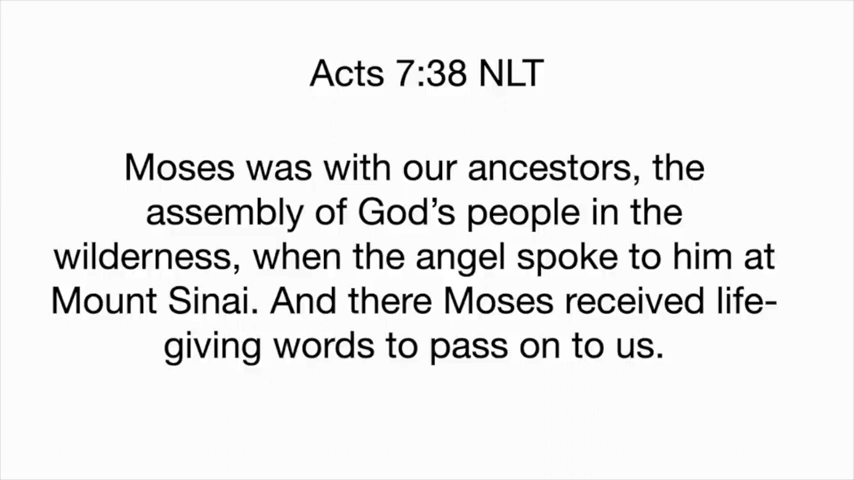 Acts 7:38 NLT
Moses was with our ancestors, the
assembly of God’s people in the
wilderness, when the angel spoke to him at
Mount Sinai. And there Moses received life-
giving words to pass on to us.